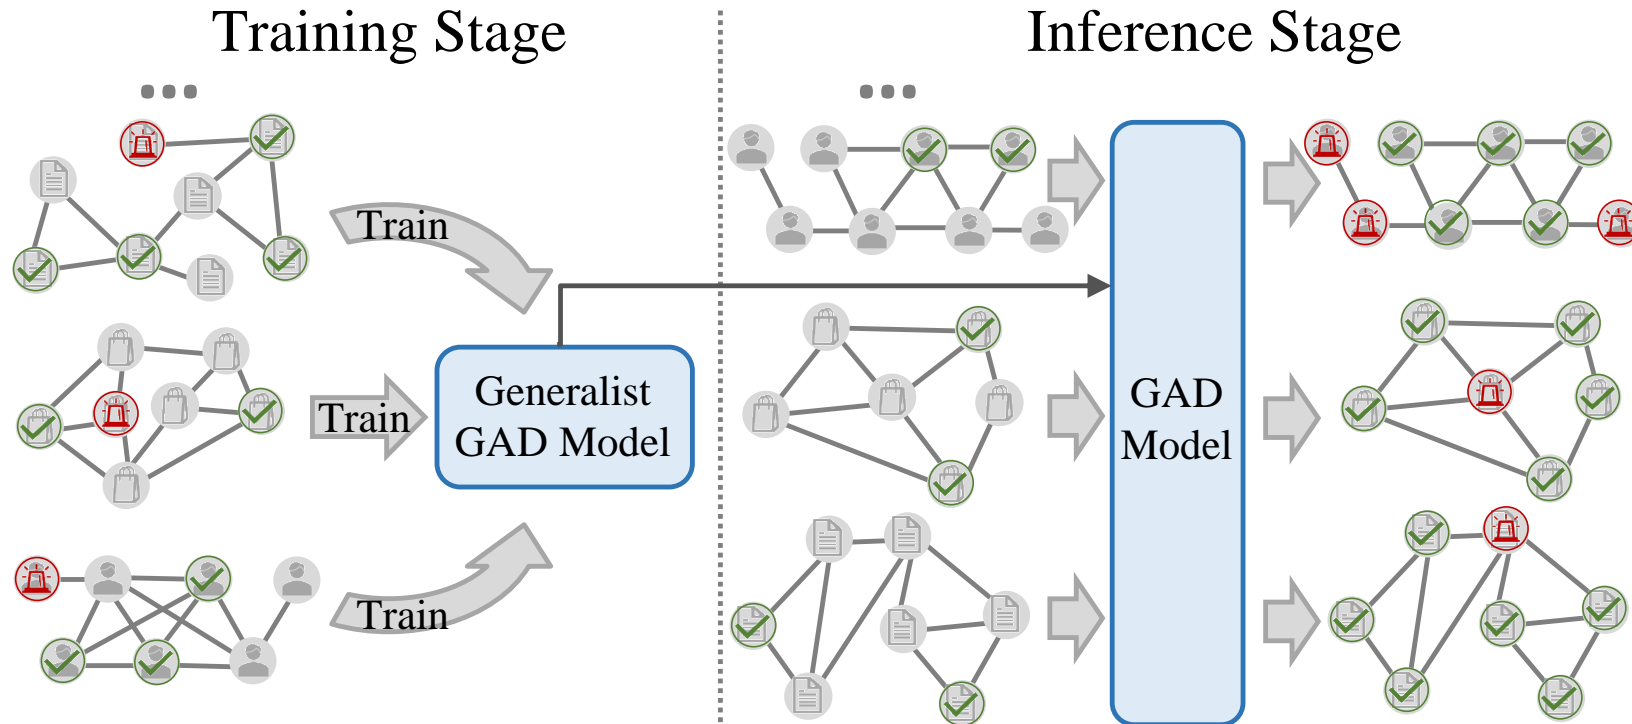 Training Stage
Inference Stage
Train
Train
Train
Generalist
GAD Model
GAD
Model